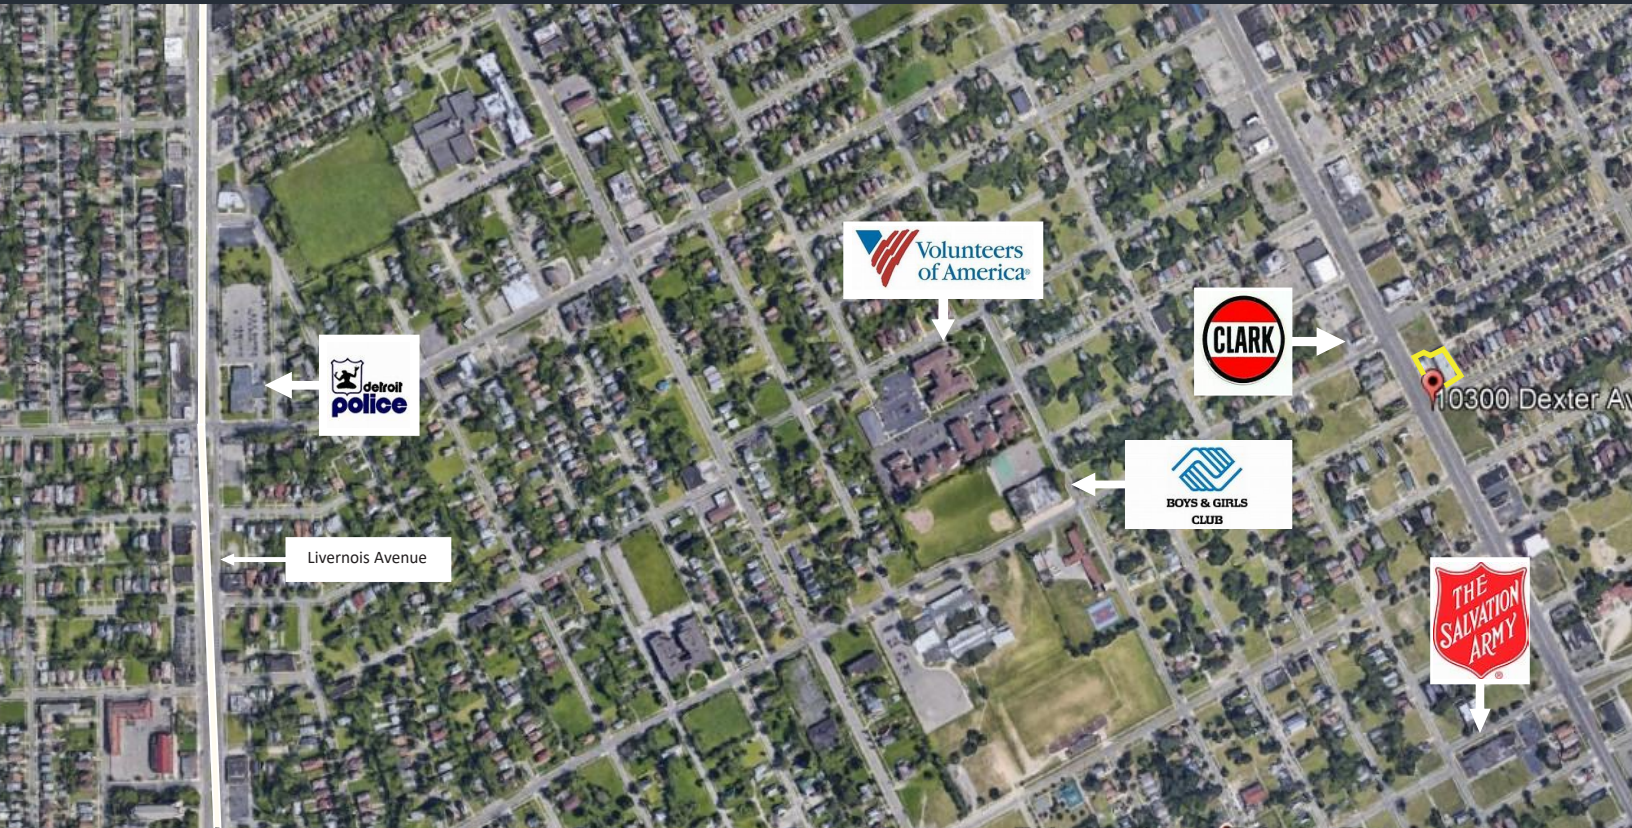 Volunteers
of America®
CLARK
detroit
police
10300 Dexter Av
BOYS & GIRLS
CLUB
Livernois Avenue
THE
SALVATION
ARMY
®